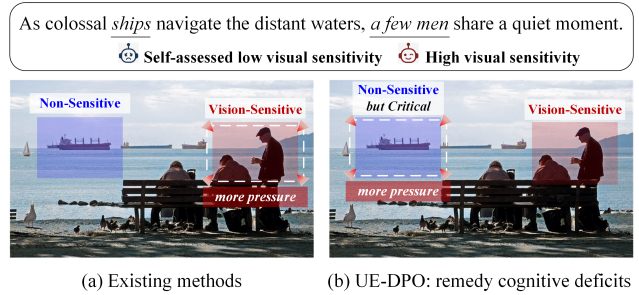 As colossal ships navigate the distant waters, a few men share a quiet moment.
Self-assessed low visual sensitivity High visual sensitivity
Non-Sensitive
Vision-Sensitive
more pressure
Non-Sensitive
but Critical
Vision-Sensitive
more pressure
(a) Existing methods
(b) UE-DPO: remedy cognitive deficits